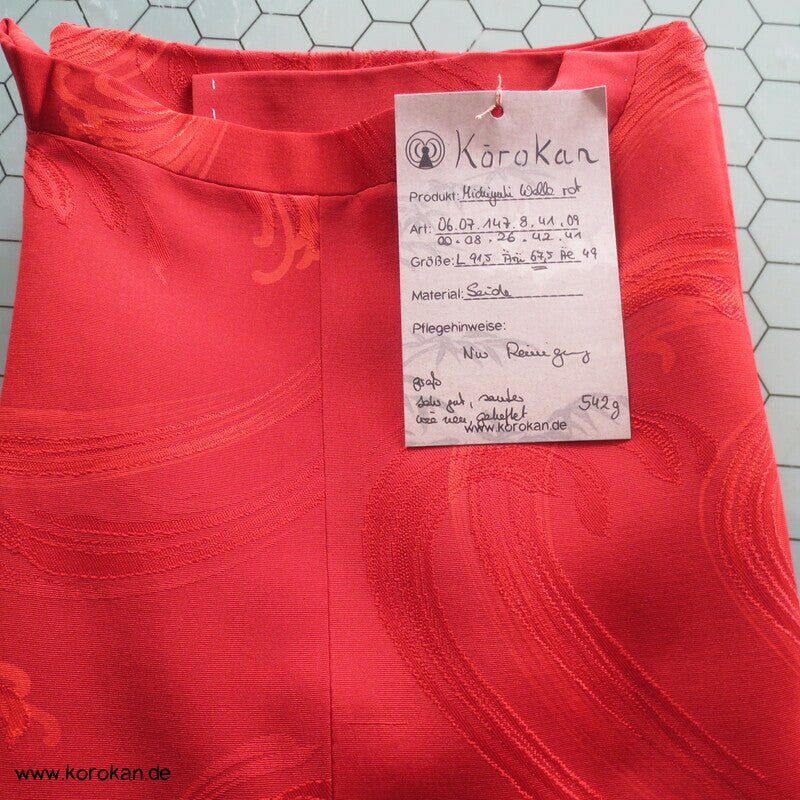 Kōrokan
Produkt: Michiyuki Welle rot
Art: 06.07.147.8.41.09
00.08.26.42.41
Größe: L 91,5 Äm 67,5 Äe 49
Material: Seide
Pflegehinweise:
Nur Reinigung
groß
sehr gut, sauber
wie neu, geheftet 542g
www.korokan.de
www.korokan.de